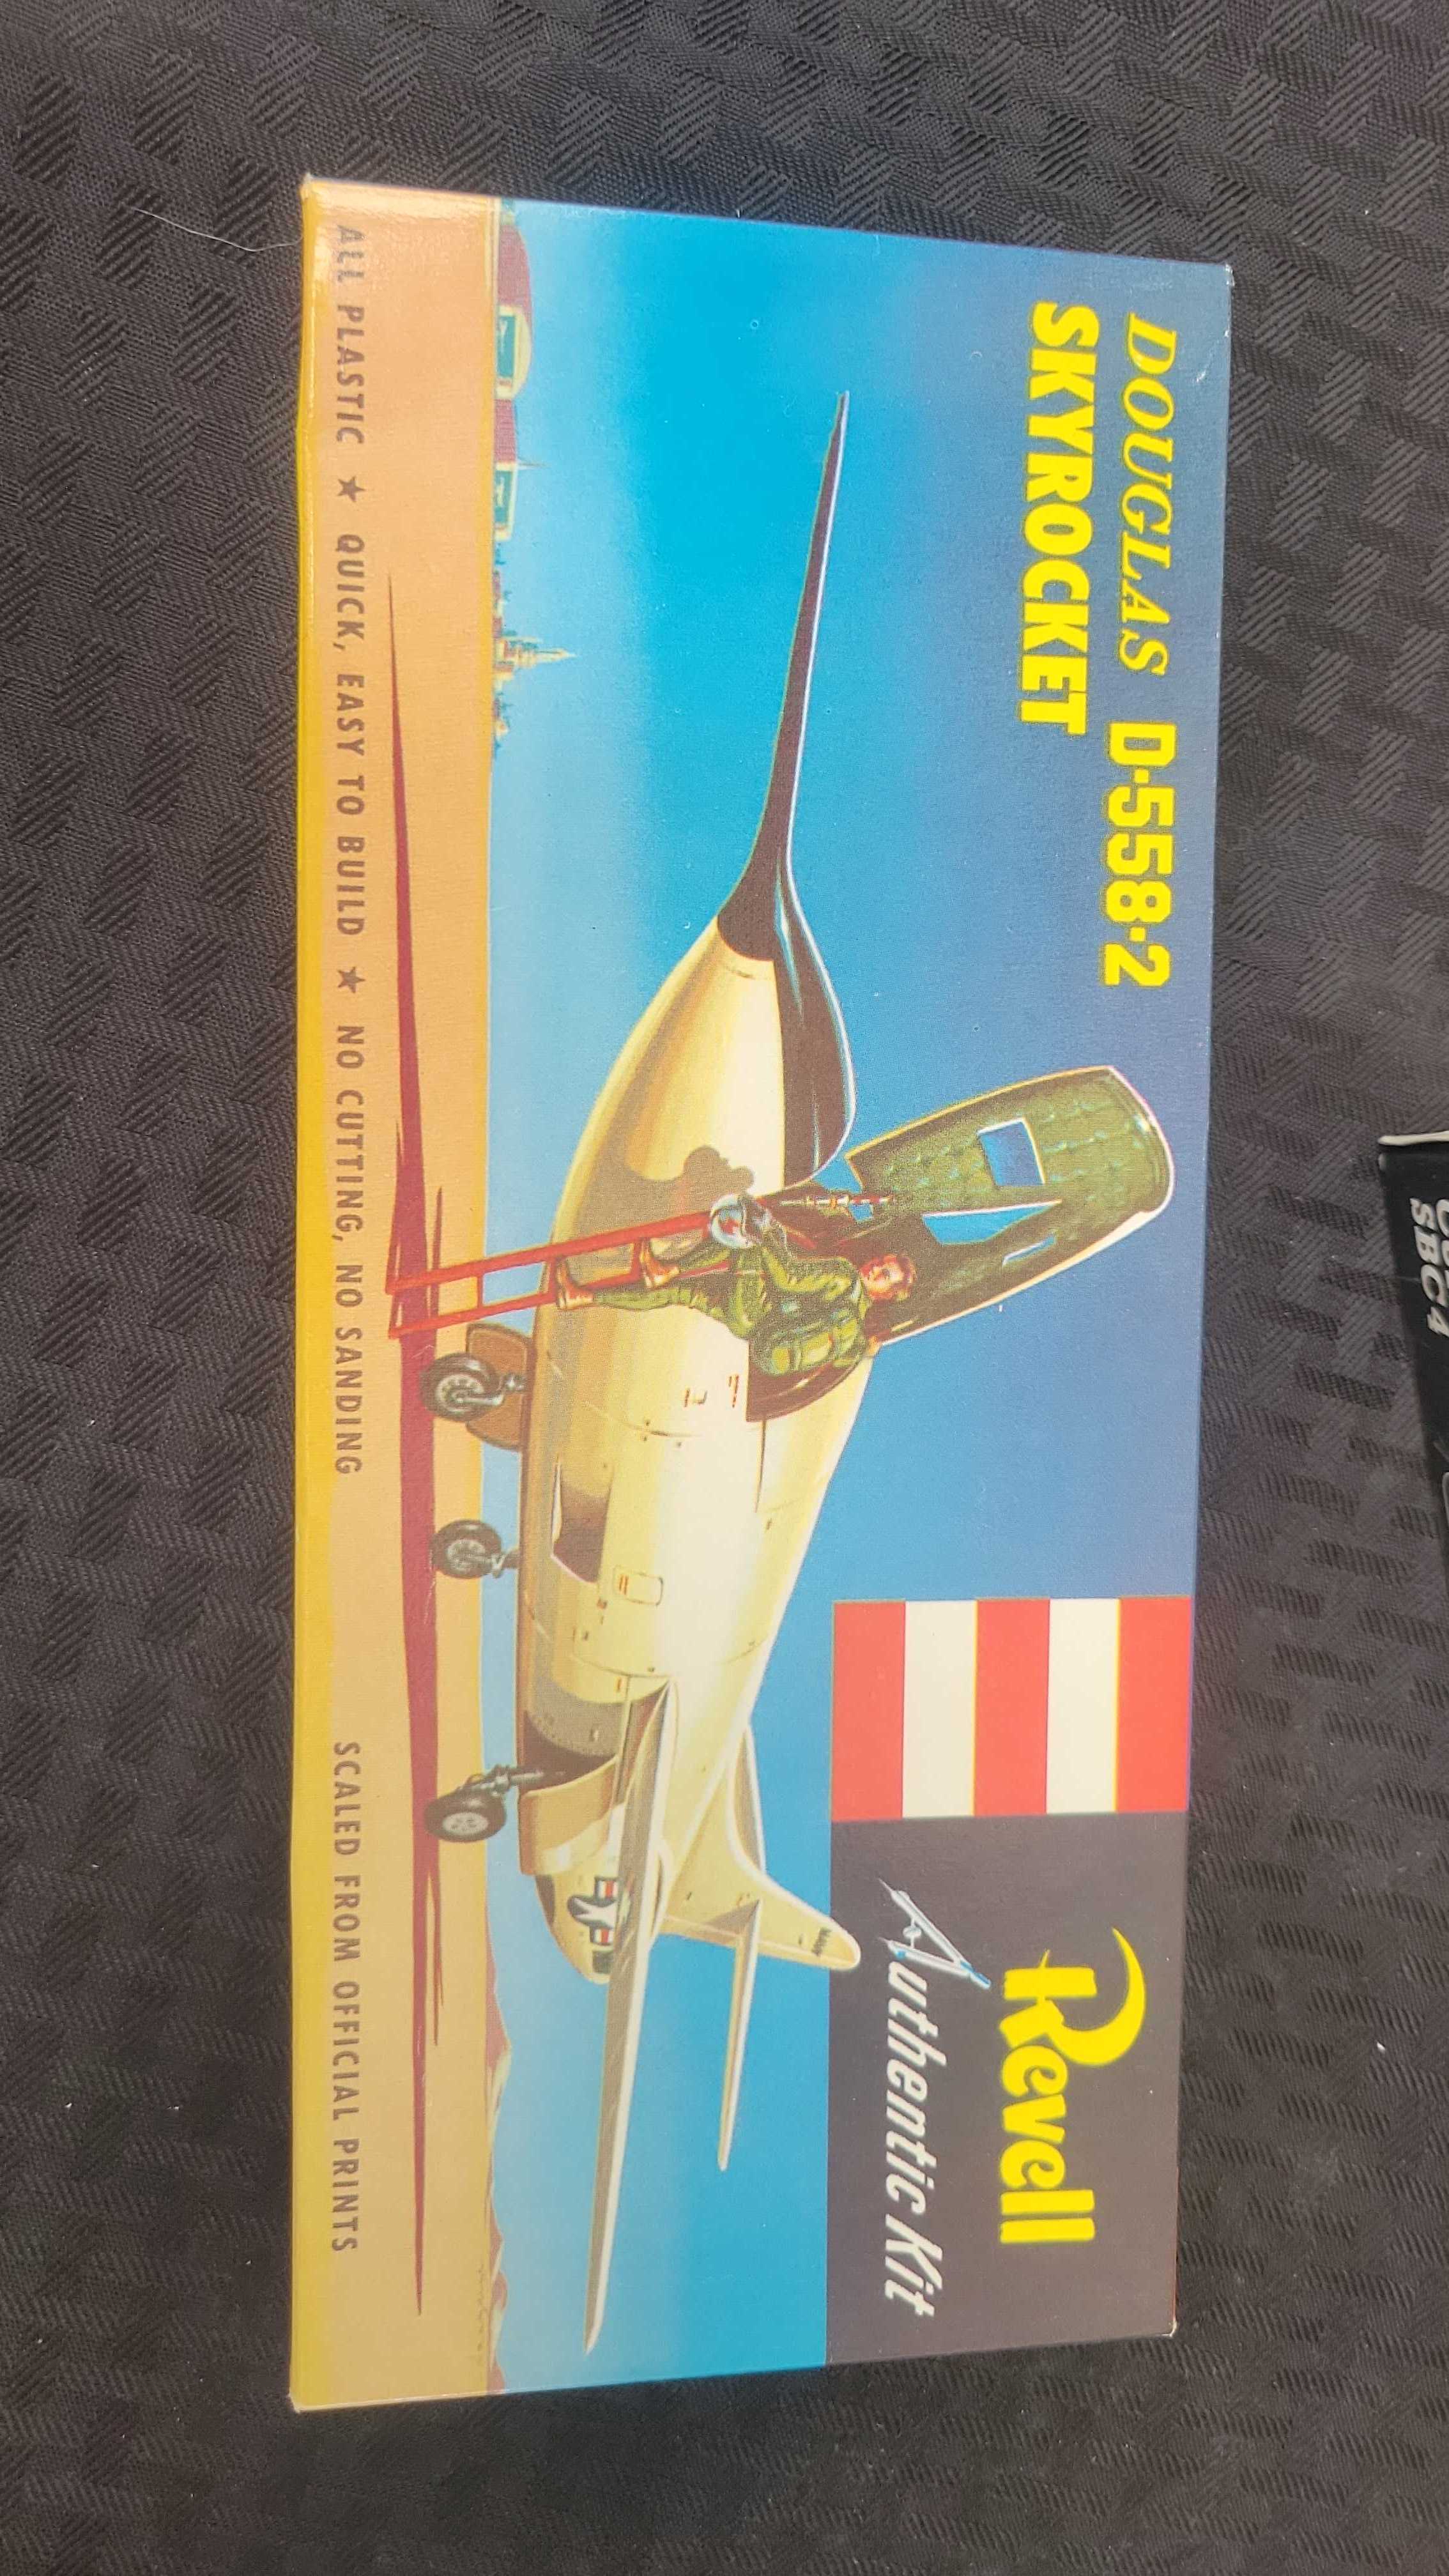 DOUGLAS D-558-2
SKYROCKET
Revell
Authentic Kit
ALL PLASTIC ★ QUICK, EASY TO BUILD ★ NO CUTTING, NO SANDING
SCALED FROM OFFICIAL PRINTS
SBC4